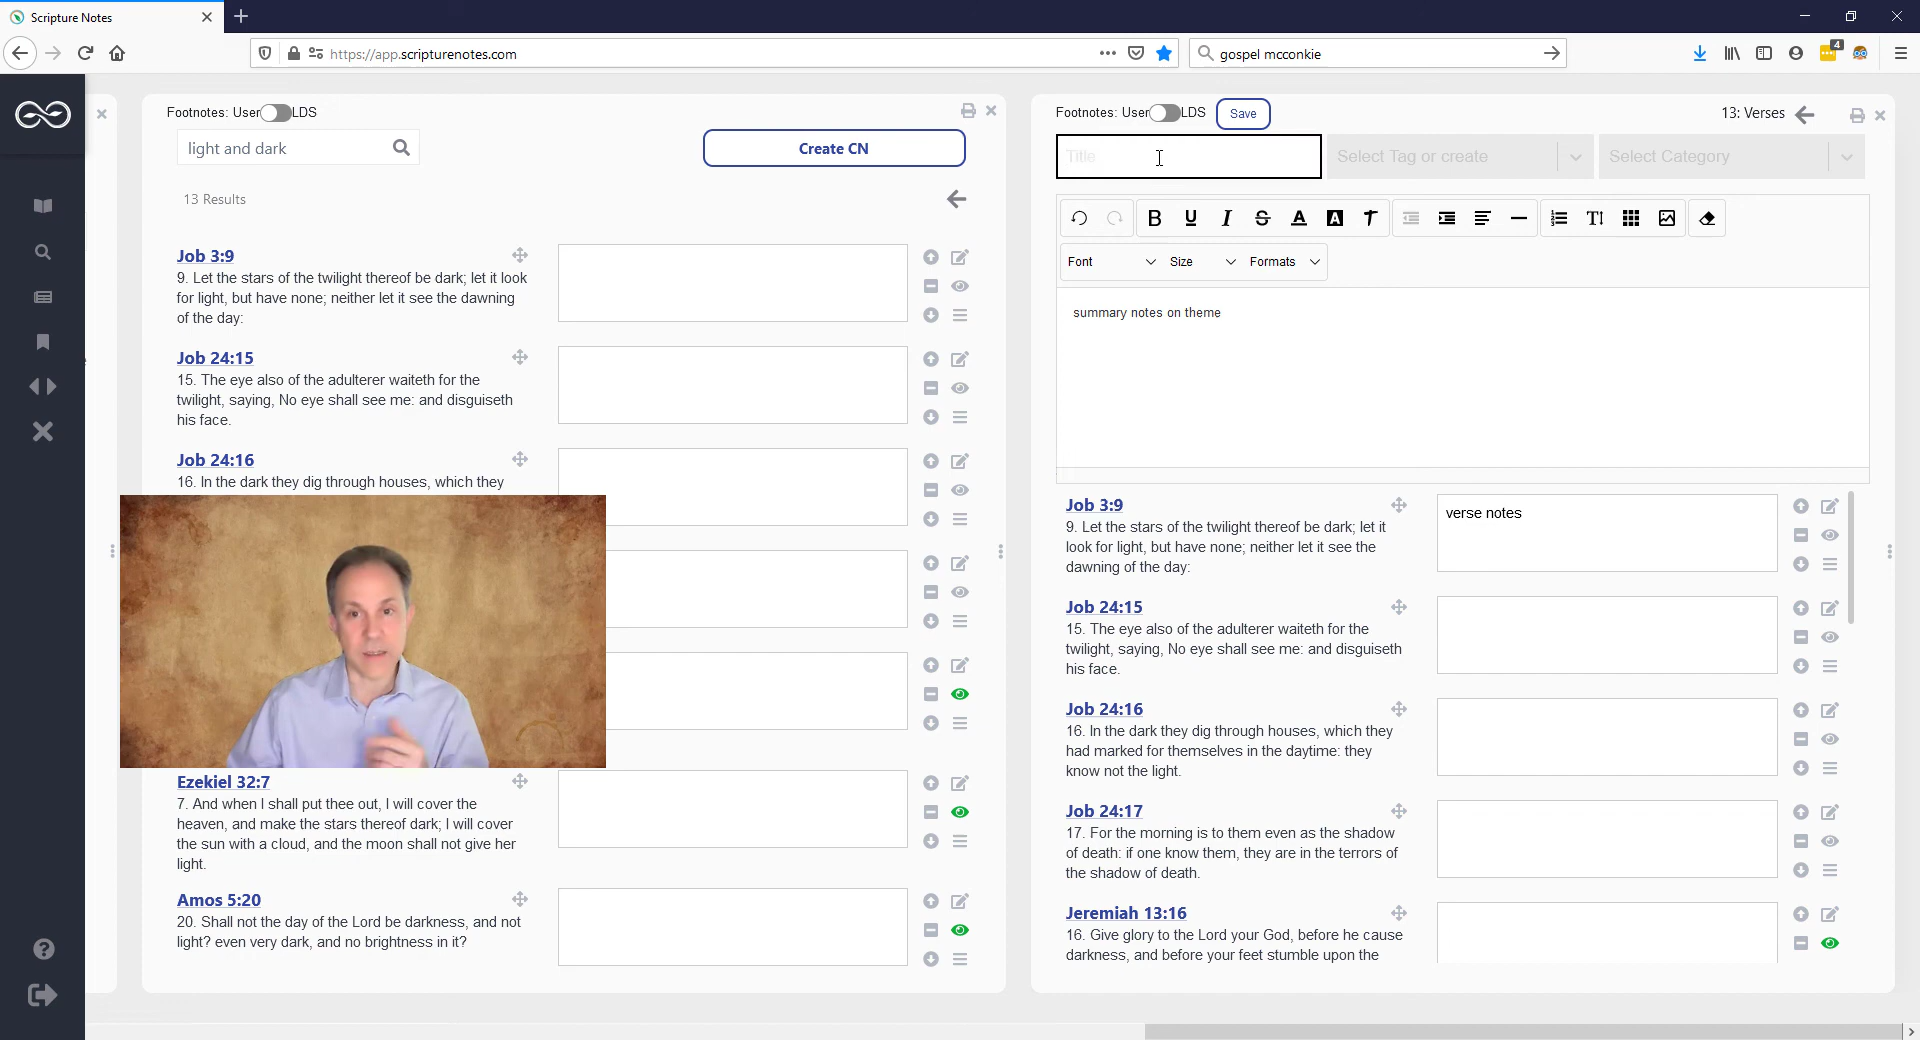 Scripture Notes
https://app.scripturenotes.com
gospel mcconkie
4
Footnotes: User LDS
light and dark
Create CN
13 Results
Job 3:9
9. Let the stars of the twilight thereof be dark; let it look
for light, but have none; neither let it see the dawning
of the day:
Job 24:15
15. The eye also of the adulterer waiteth for the
twilight, saying, No eye shall see me: and disguiseth
his face.
Job 24:16
16. In the dark they dig through houses, which they
Ezekiel 32:7
7. And when I shall put thee out, I will cover the
heaven, and make the stars thereof dark; I will cover
the sun with a cloud, and the moon shall not give her
light.
Amos 5:20
20. Shall not the day of the Lord be darkness, and not
light? even very dark, and no brightness in it?
Footnotes: User LDS Save 13: Verses
Title Select Tag or create Select Category
Font Size Formats
summary notes on theme
Job 3:9
9. Let the stars of the twilight thereof be dark; let it
look for light, but have none; neither let it see the
dawning of the day:
verse notes
Job 24:15
15. The eye also of the adulterer waiteth for the
twilight, saying, No eye shall see me: and disguiseth
his face.
Job 24:16
16. In the dark they dig through houses, which they
had marked for themselves in the daytime: they
know not the light.
Job 24:17
17. For the morning is to them even as the shadow
of death: if one know them, they are in the terrors of
the shadow of death.
Jeremiah 13:16
16. Give glory to the Lord your God, before he cause
darkness, and before your feet stumble upon the